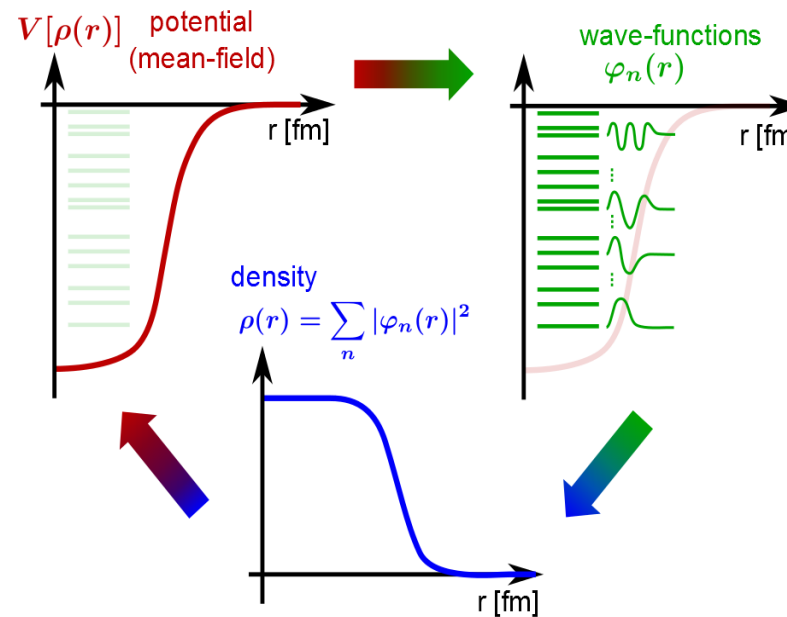 V[ρ(r)] potential
(mean-field)
r [fm]
wave-functions
φₙ(r)
r [fm
density
ρ(r) = ∑ₙ |φₙ(r)|²
r [fm]